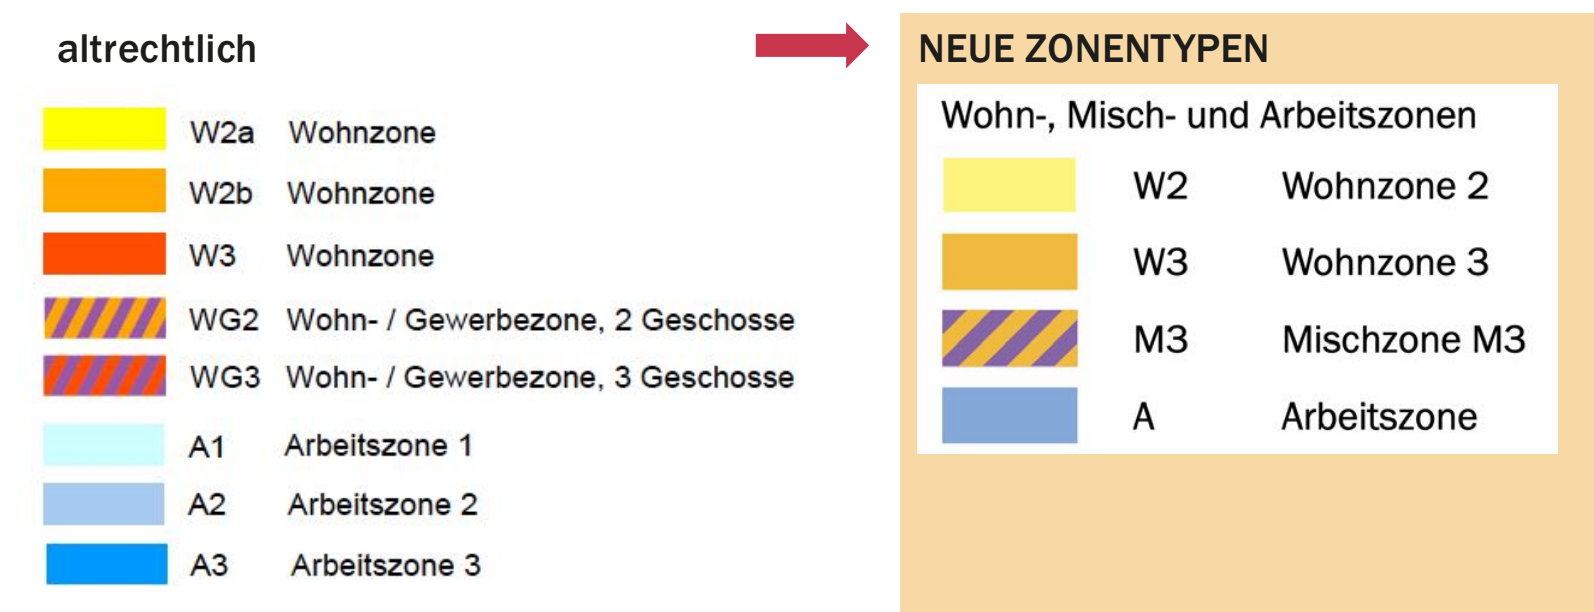 altrechtlich
W2a Wohnzone
W2b Wohnzone
W3 Wohnzone
WG2 Wohn- / Gewerbezone, 2 Geschosse
WG3 Wohn- / Gewerbezone, 3 Geschosse
A1 Arbeitszone 1
A2 Arbeitszone 2
A3 Arbeitszone 3
NEUE ZONENTYPEN
Wohn-, Misch- und Arbeitszonen
W2 Wohnzone 2
W3 Wohnzone 3
M3 Mischzone M3
A Arbeitszone